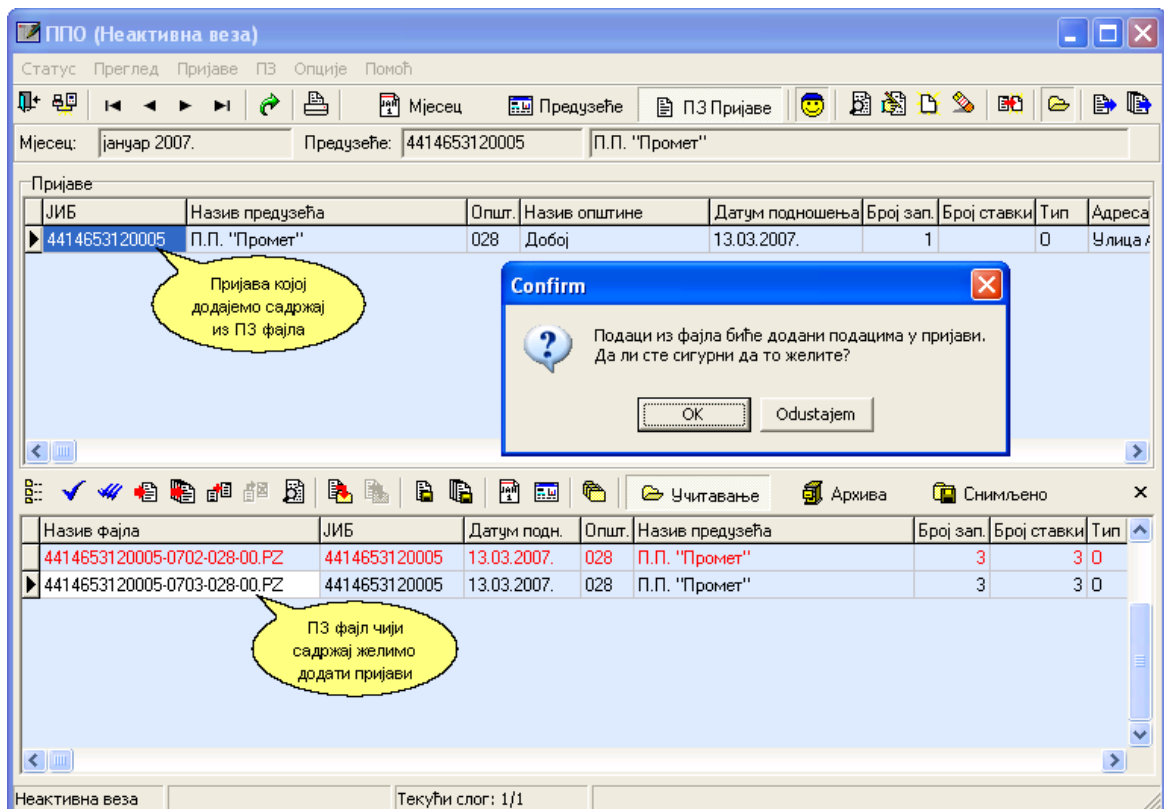 ППО (Неактивна веза)
Статус Преглед Пријаве ПЗ Опције Помоћ
Мјесец Предузеће ПЗ Пријаве
Мјесец: јануар 2007. Предузеће: 4414653120005 П.П. "Промет"
Пријаве
ЈИБ Назив предузећа Општ. Назив општине Датум подношења Број зап. Број ставки Тип Адреса
4414653120005 П.П. "Промет" 028 Добој 13.03.2007. 1 0 Улица
Пријава којој
додајемо садржај
из ПЗ фајла
Confirm
Подаци из фајла биће додани подацима у пријави.
Да ли сте сигурни да то желите?
OK Odustajem
Учитавање Архива Снимљено
Назив фајла ЈИБ Датум подн. Општ. Назив предузећа Број зап. Број ставки Тип
4414653120005-0702-028-00.PZ 4414653120005 13.03.2007. 028 П.П. "Промет" 3 3 0
4414653120005-0703-028-00.PZ 4414653120005 13.03.2007. 028 П.П. "Промет" 3 3 0
ПЗ фајл чији
садржај желимо
додати пријави
Неактивна веза Текући слог: 1/1